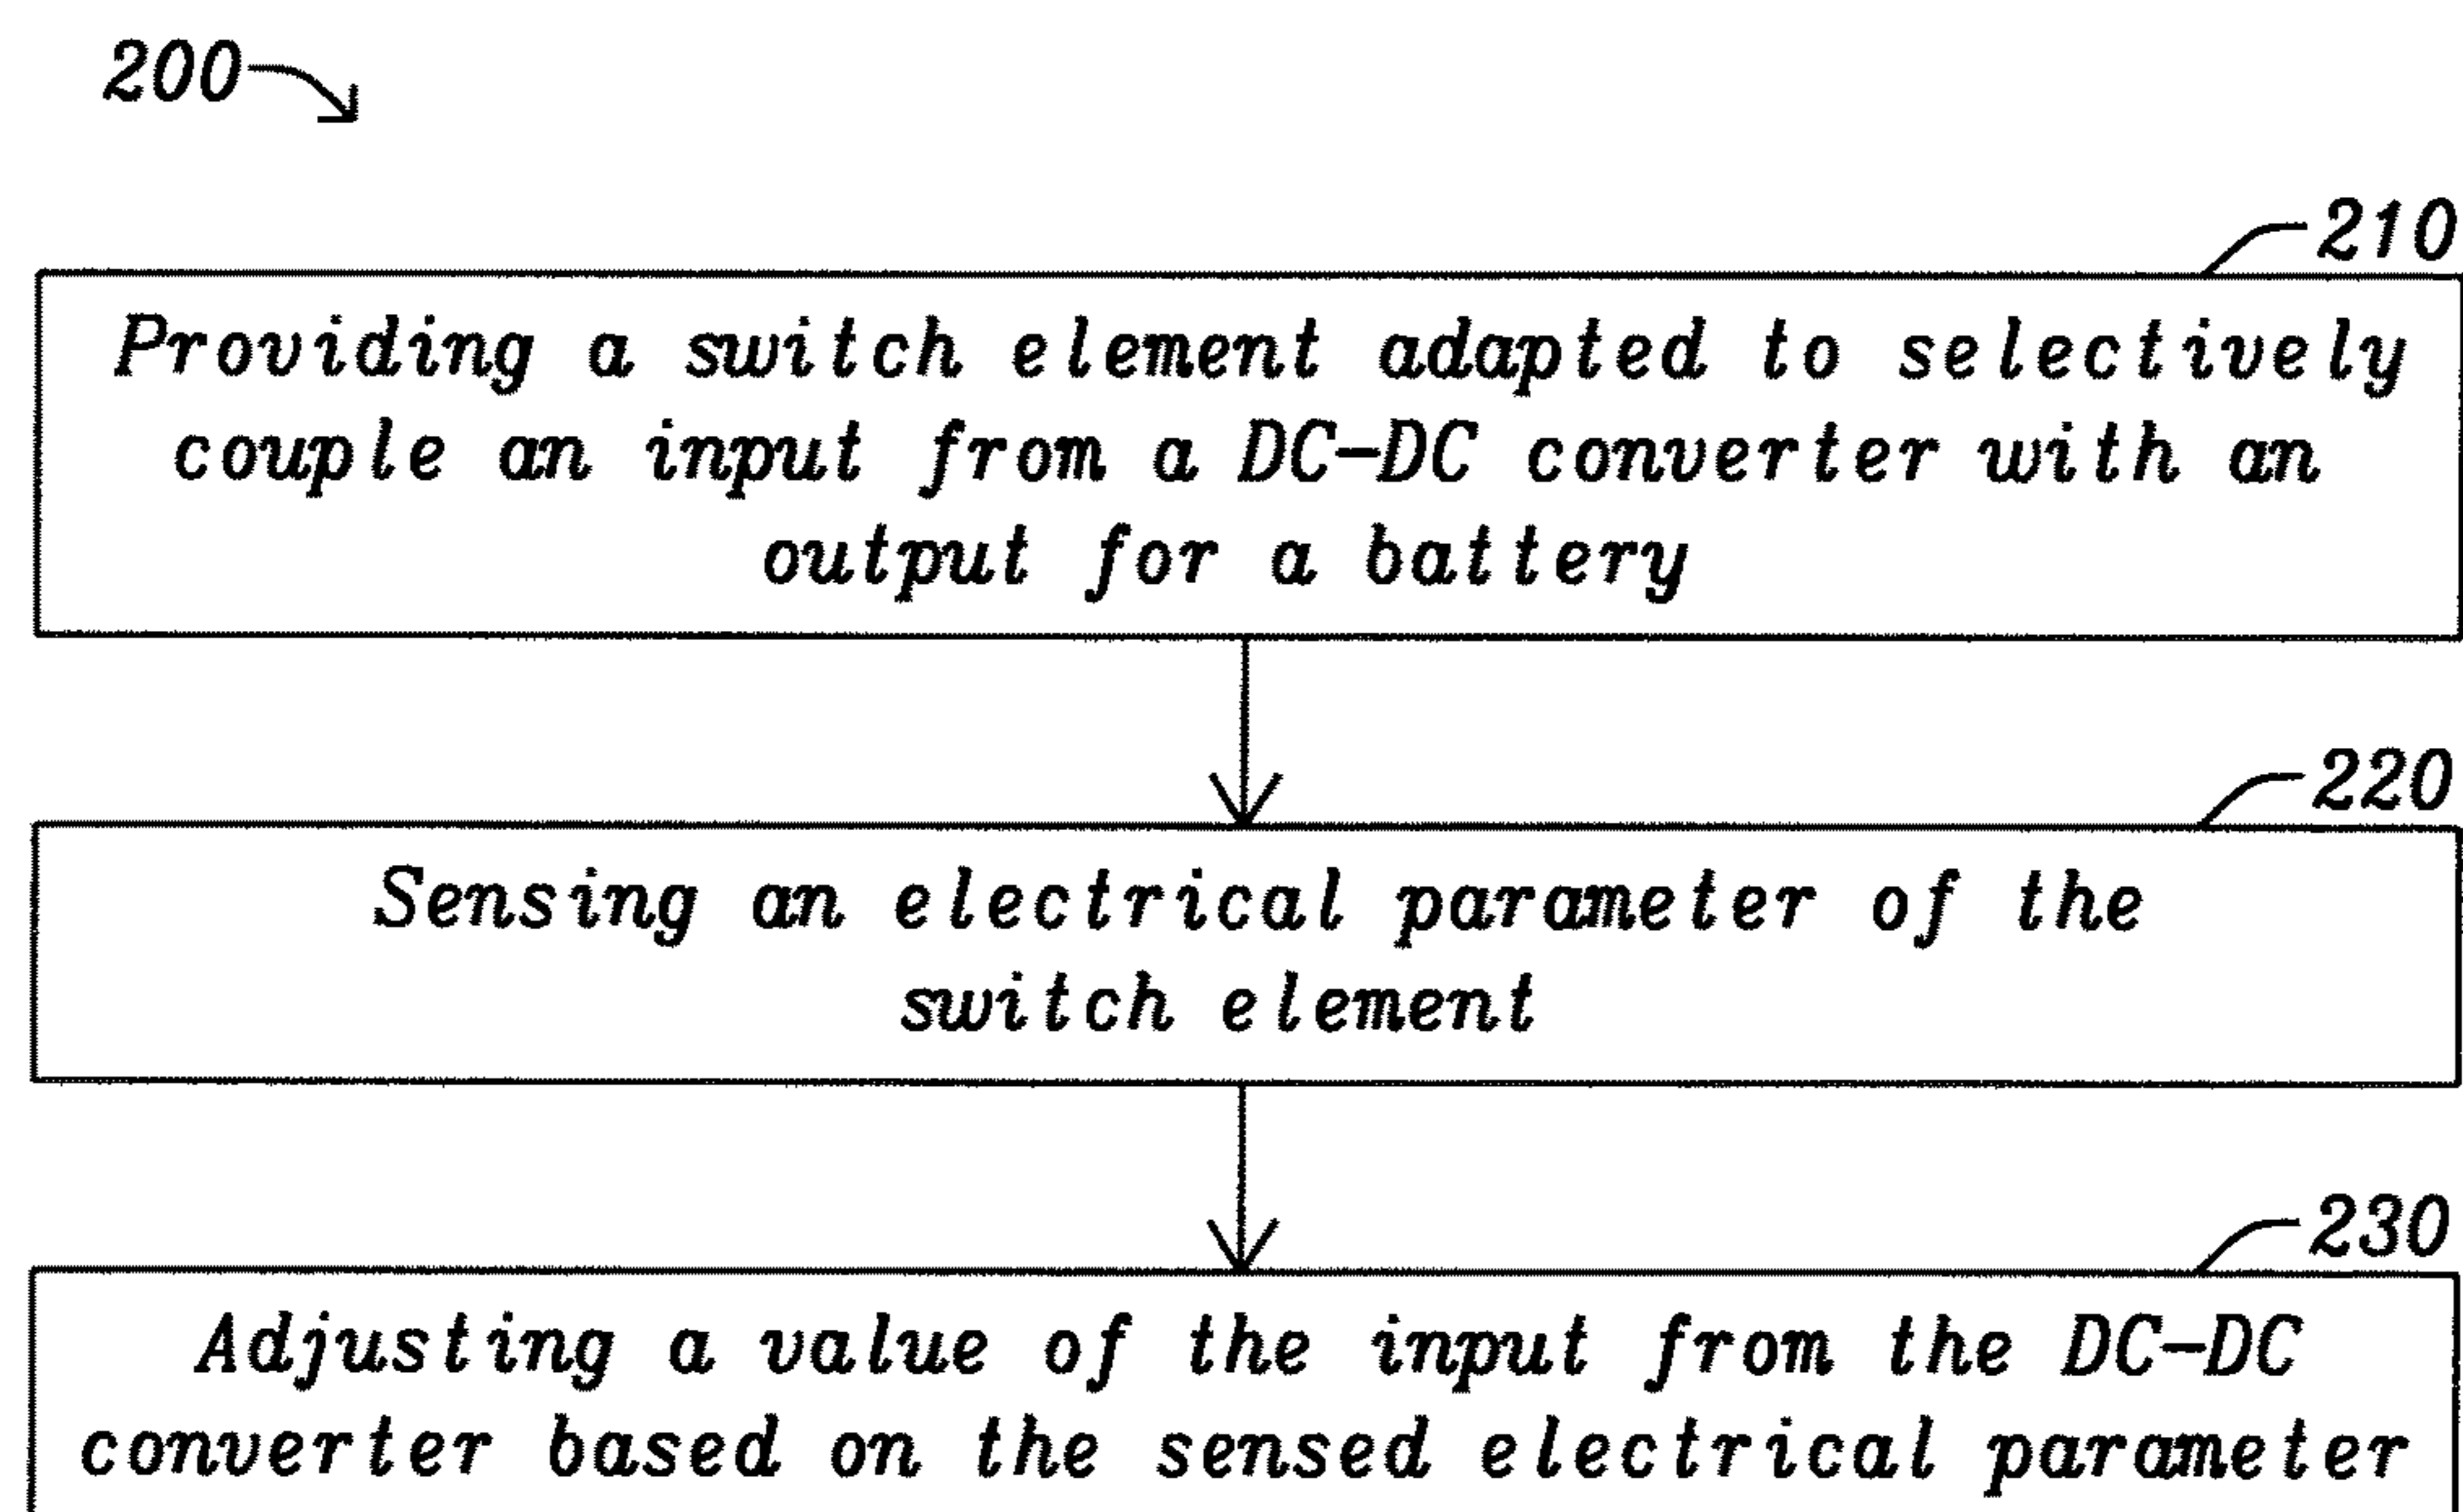 200
210
Providing a switch element adapted to selectively
couple an input from a DC-DC converter with an
output for a battery
220
Sensing an electrical parameter of the
switch element
230
Adjusting a value of the input from the DC-DC
converter based on the sensed electrical parameter